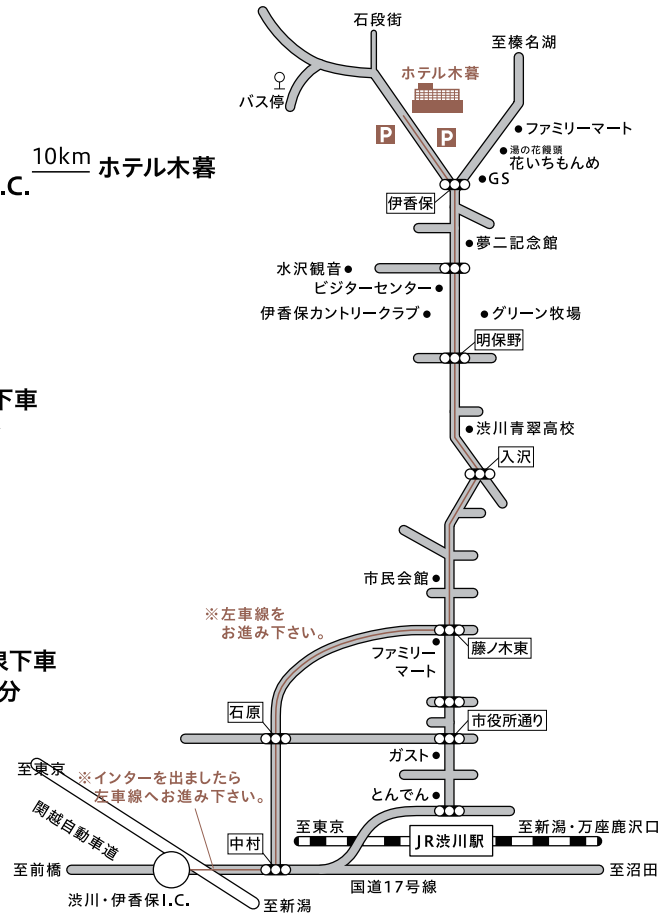 石段街
至榛名湖
ホテル木暮
バス停
P
P
ファミリーマート
湯の花饅頭
花いちもんめ
10km ホテル木暮
I.C.
GS
伊香保
夢二記念館
水沢観音
ビジターセンター
伊香保カントリークラブ
グリーン牧場
明保野
下車
渋川青翠高校
入沢
市民会館
※左車線を
お進み下さい。
藤ノ木東
ファミリー
マート
泉下車
分
石原
市役所通り
ガスト
至東京
※インターを出ましたら
左車線へお進み下さい。
とんでん
関越自動車道
至東京
JR渋川駅
至新潟・万座鹿沢口
中村
至前橋
至沼田
国道17号線
渋川・伊香保I.C.
至新潟